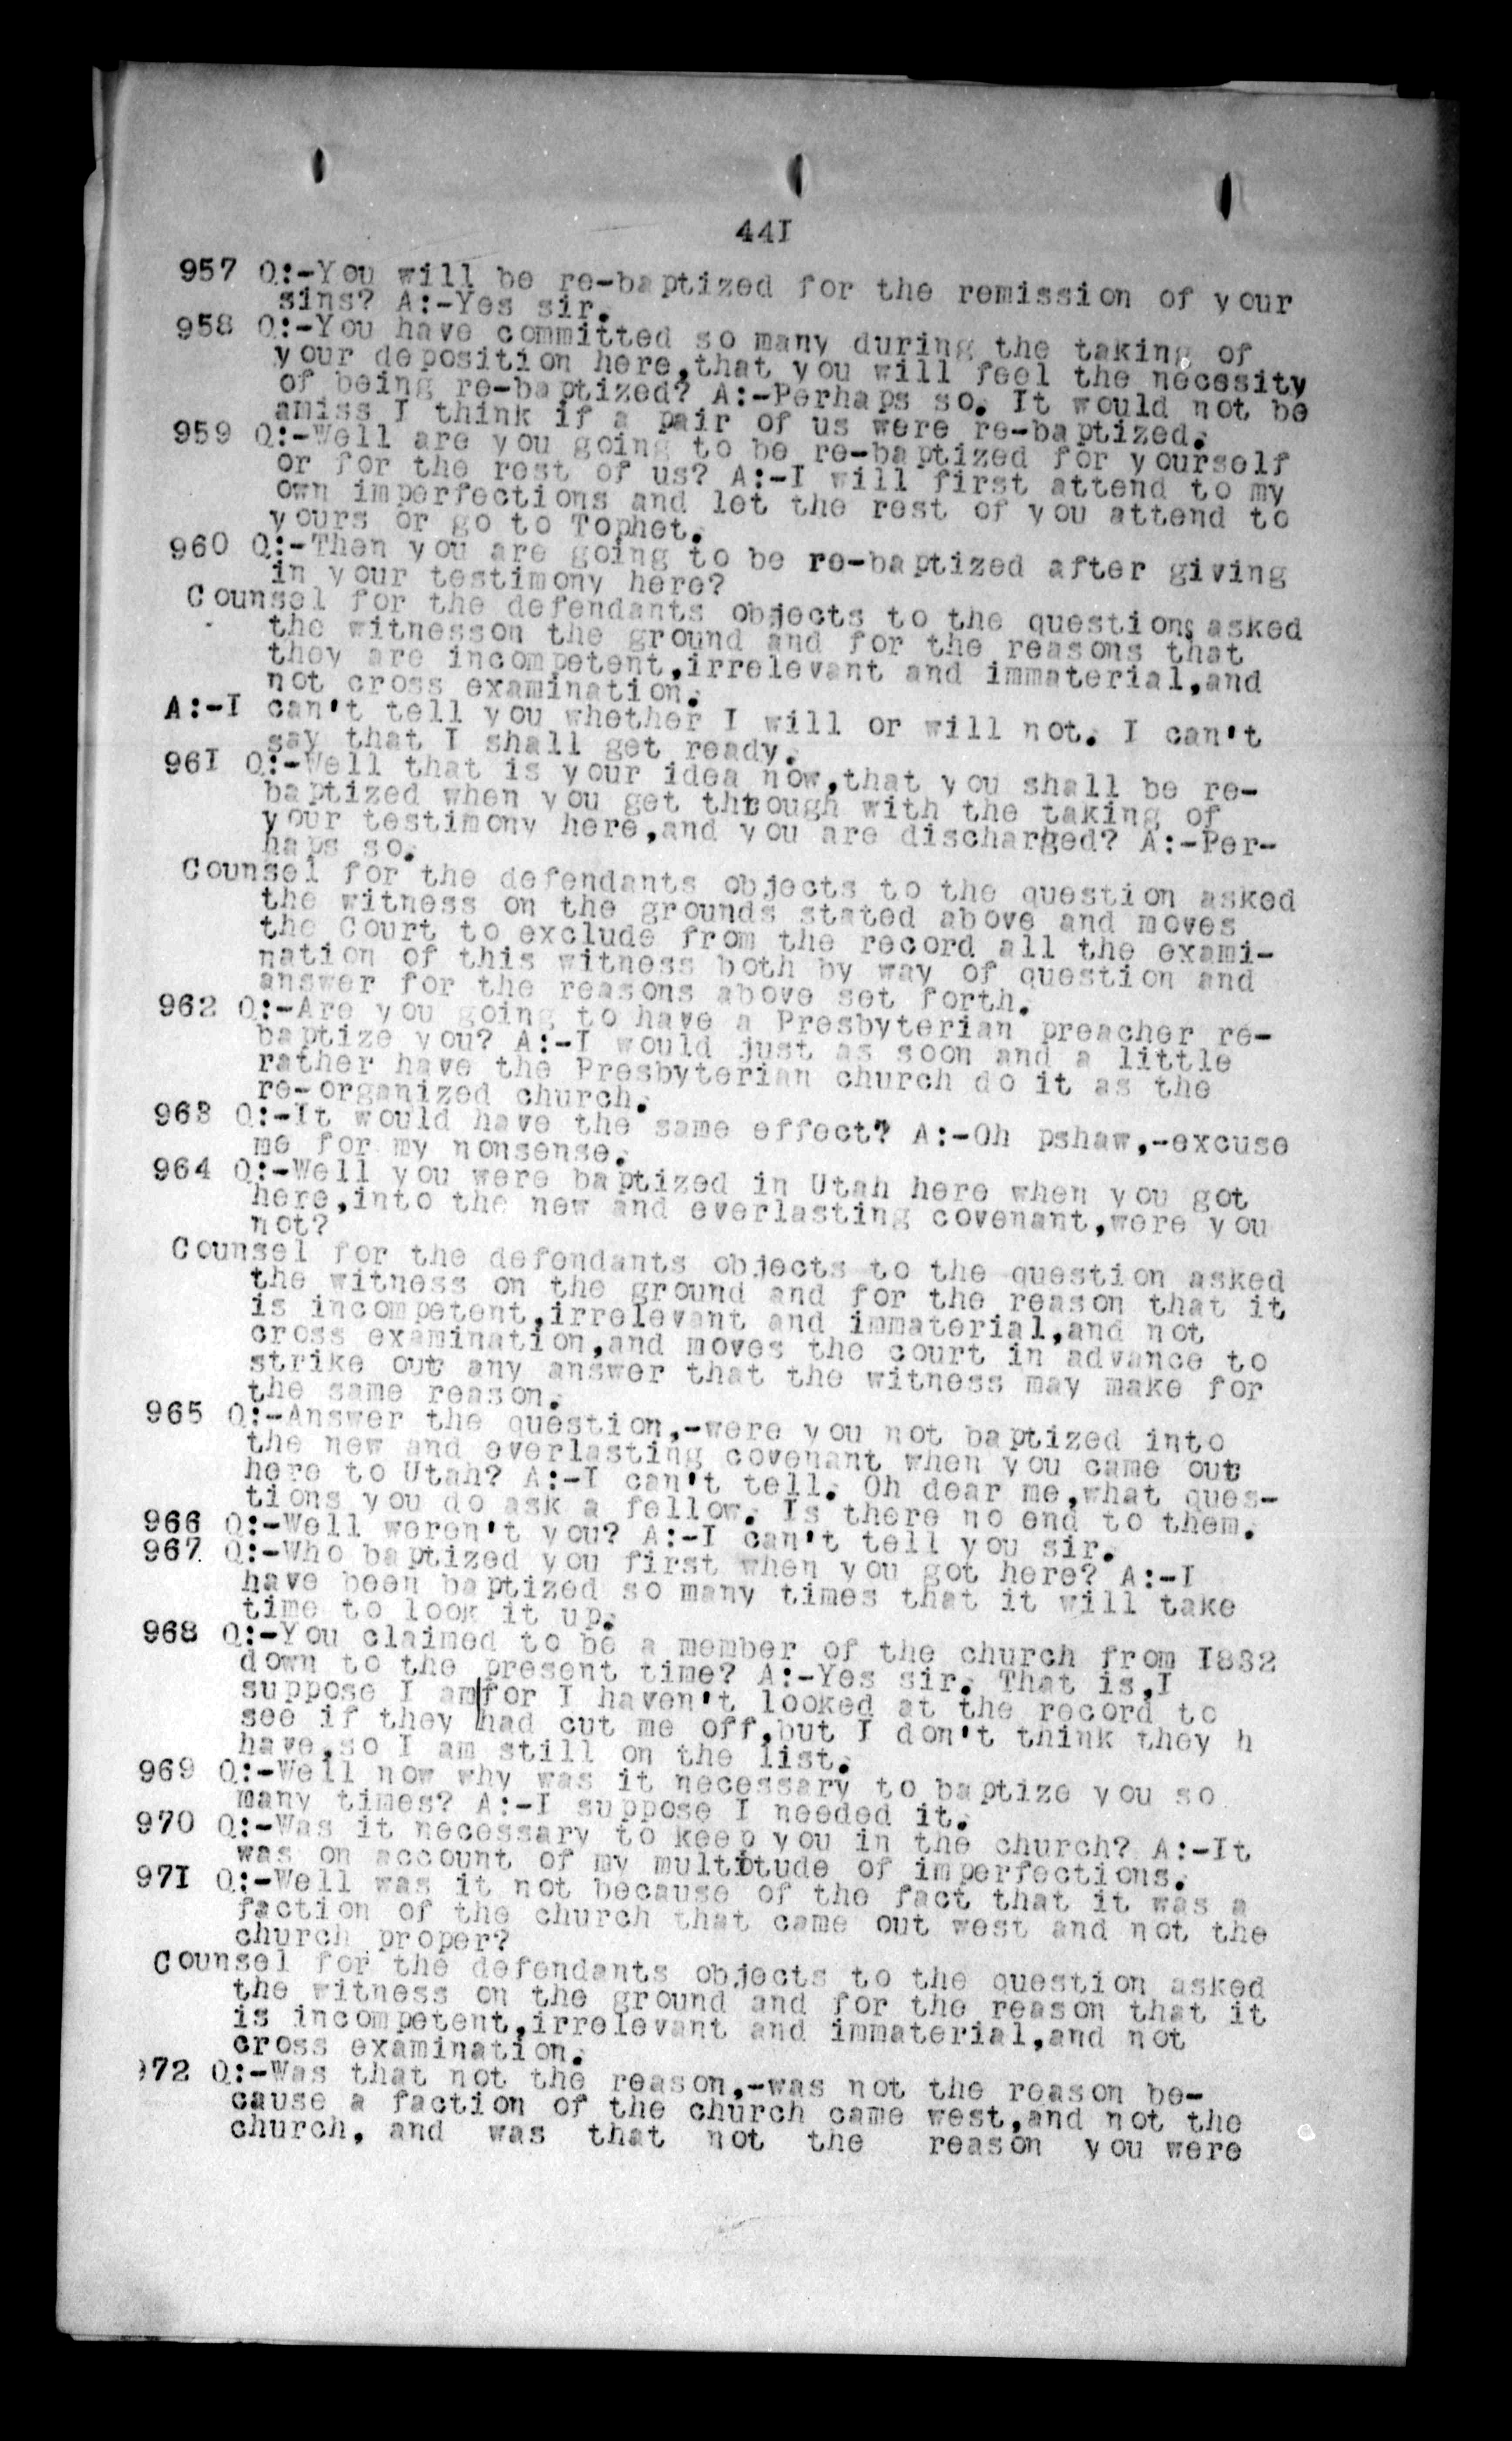 441
957 Q:-You will be re-baptized for the remission of your
sins? A:-Yes sir.
958 Q:-You have committed so many during the taking of
your deposition here,that you will feel the necessity
of being re-baptized? A:-Perhaps so. It would not be
amiss I think if a pair of us were re-baptized.
959 Q:-Well are you going to be re-baptized for yourself
or for the rest of us? A:-I will first attend to my
own imperfections and let the rest of you attend to
yours or go to Tophet.
960 Q:-Then you are going to be re-baptized after giving
in your testimony here?
Counsel for the defendants objects to the questions asked
the witnesson the ground and for the reasons that
they are incompetent,irrelevant and immaterial,and
not cross examination.
A:-I can't tell you whether I will or will not. I can't
say that I shall get ready.
961 Q:-Well that is your idea now,that you shall be re-
baptized when you get through with the taking of
your testimony here,and you are discharged? A:-Per-
haps so.
Counsel for the defendants objects to the question asked
the witness on the grounds stated above and moves
the Court to exclude from the record all the exami-
nation of this witness both by way of question and
answer for the reasons above set forth.
962 Q:-Are you going to have a Presbyterian preacher re-
baptize you? A:-I would just as soon and a little
rather have the Presbyterian church do it as the
re-organized church.
963 Q:-It would have the same effect? A:-Oh pshaw,-excuse
me for my nonsense.
964 Q:-Well you were baptized in Utah here when you got
here,into the new and everlasting covenant,were you
not?
Counsel for the defendants objects to the question asked
the witness on the ground and for the reason that it
is incompetent,irrelevant and immaterial,and not
cross examination,and moves the court in advance to
strike out any answer that the witness may make for
the same reason.
965 Q:-Answer the question,-were you not baptized into
the new and everlasting covenant when you came out
here to Utah? A:-I can't tell. Oh dear me,what ques-
tions you do ask a fellow. Is there no end to them.
966 Q:-Well weren't you? A:-I can't tell you sir.
967 Q:-Who baptized you first when you got here? A:-I
have been baptized so many times that it will take
time to look it up.
968 Q:-You claimed to be a member of the church from I832
down to the present time? A:-Yes sir. That is,I
suppose I am|for I haven't looked at the record to
see if they had cut me off,but I don't think they h
have,so I am still on the list.
969 Q:-Well now why was it necessary to baptize you so
many times? A:-I suppose I needed it.
970 Q:-Was it necessary to keep you in the church? A:-It
was on account of my multitude of imperfections.
971 Q:-Well was it not because of the fact that it was a
faction of the church that came out west and not the
church proper?
Counsel for the defendants objects to the question asked
the witness on the ground and for the reason that it
is incompetent,irrelevant and immaterial,and not
cross examination.
972 Q:-Was that not the reason,-was not the reason be-
cause a faction of the church came west,and not the
church, and was that not the reason you were